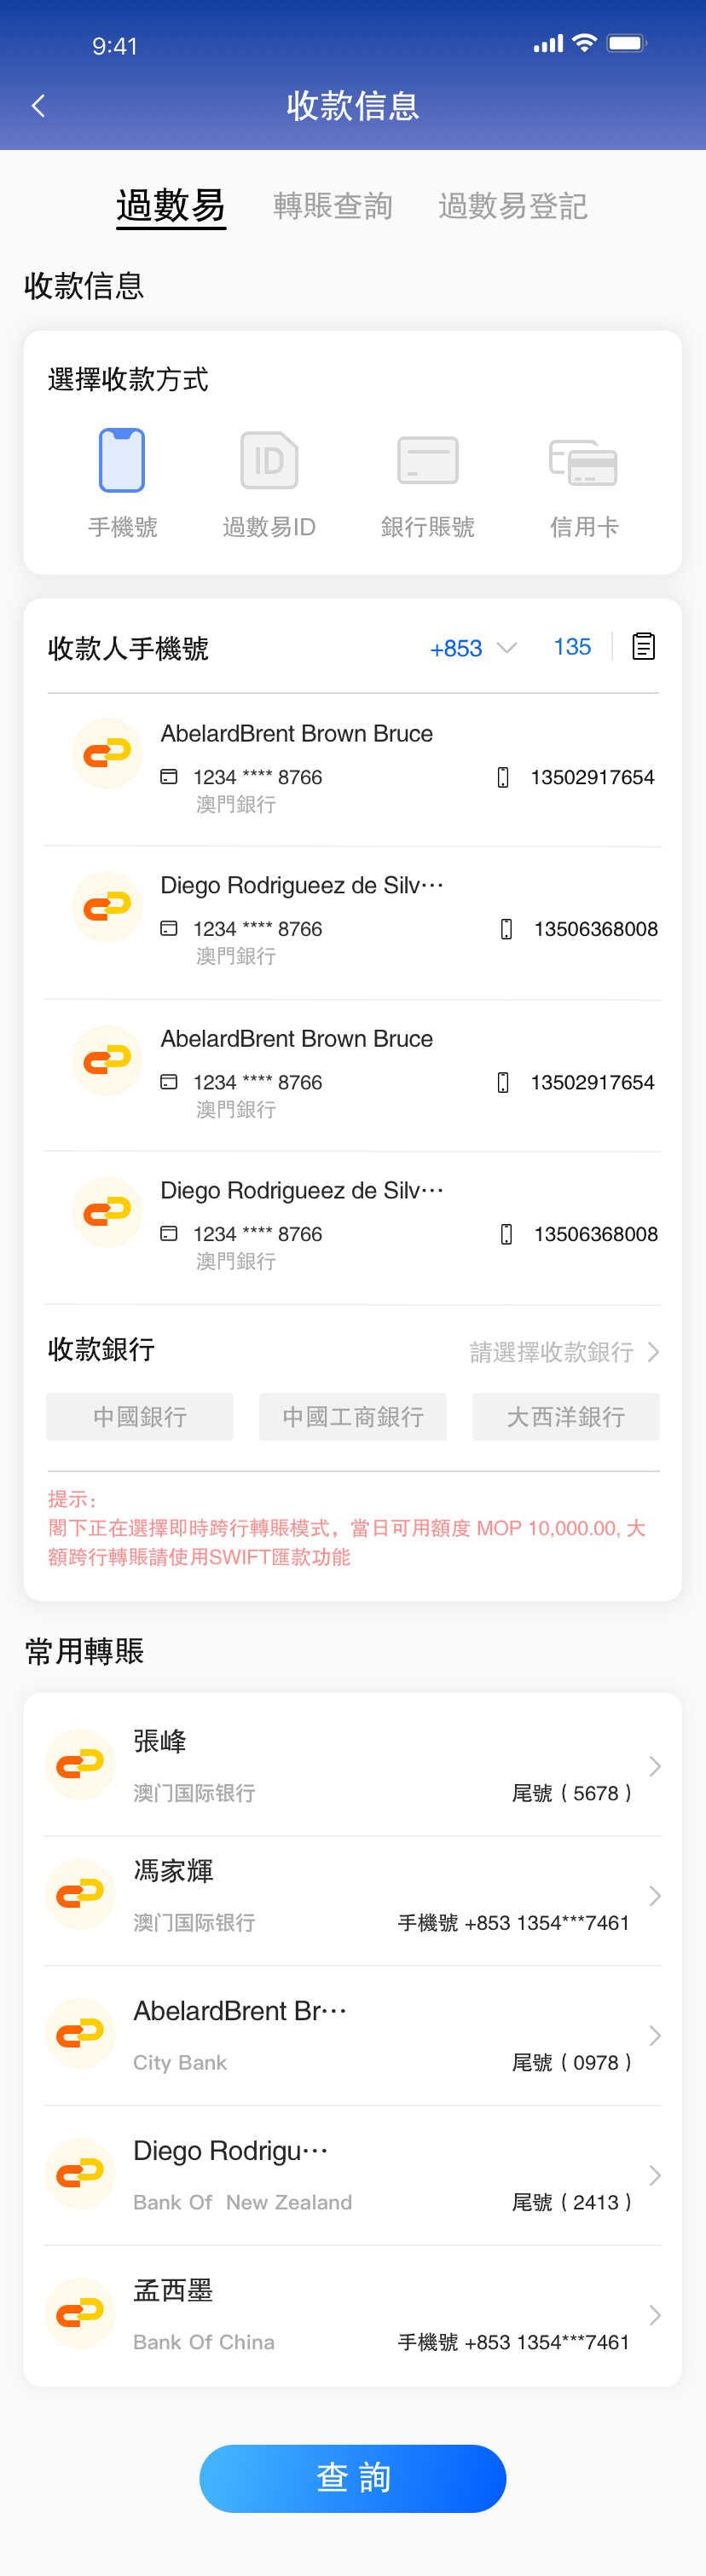 9:41
收款信息
過數易 轉賬查詢 過數易登記
收款信息
選擇收款方式
ID
手機號 過數易ID 銀行賬號 信用卡
收款人手機號 +853 135
AbelardBrent Brown Bruce
1234 **** 8766 13502917654
澳門銀行
Diego Rodrigueez de Silv···
1234 **** 8766 13506368008
澳門銀行
AbelardBrent Brown Bruce
1234 **** 8766 13502917654
澳門銀行
Diego Rodrigueez de Silv···
1234 **** 8766 13506368008
澳門銀行
收款銀行 請選擇收款銀行
中國銀行 中國工商銀行 大西洋銀行
提示：
閣下正在選擇即時跨行轉賬模式，當日可用額度 MOP 10,000.00, 大
額跨行轉賬請使用SWIFT匯款功能
常用轉賬
張峰
澳门国际银行 尾號 ( 5678 )
馮家輝
澳门国际银行 手機號 +853 1354***7461
AbelardBrent Br···
City Bank 尾號 ( 0978 )
Diego Rodrigu···
Bank Of New Zealand 尾號 ( 2413 )
孟西墨
Bank Of China 手機號 +853 1354***7461
查詢